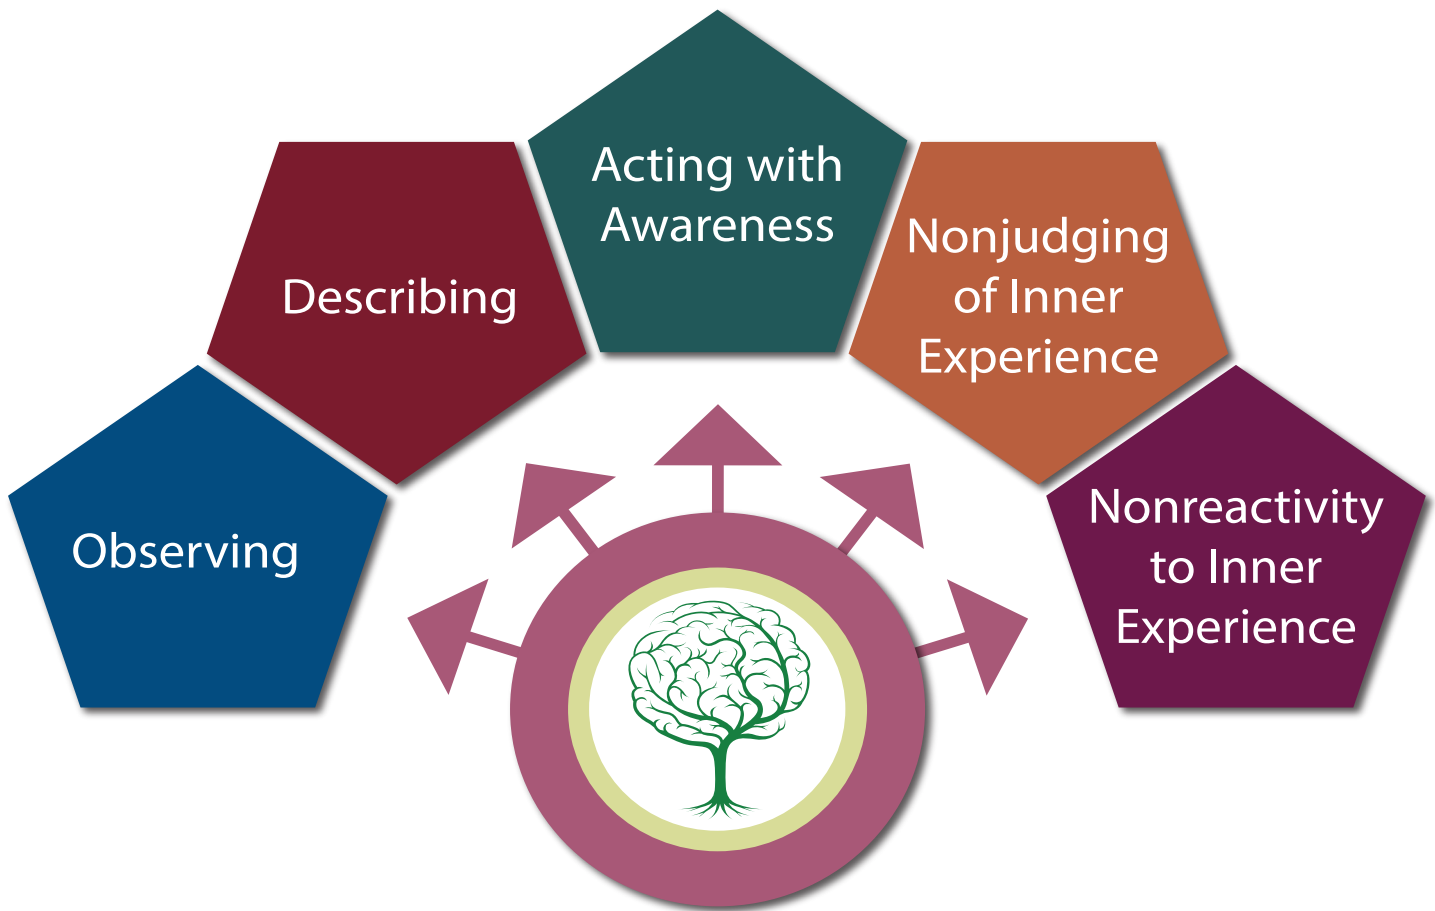 Observing
Describing
Acting with
Awareness
Nonjudging
of Inner
Experience
Nonreactivity
to Inner
Experience